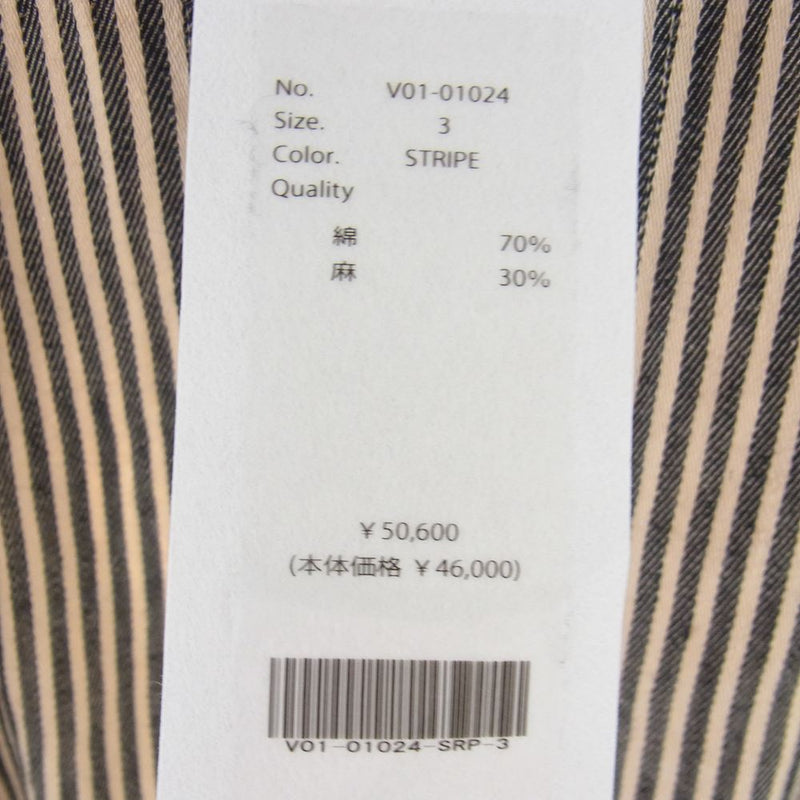 No. V01-01024
Size. 3
Color. STRIPE
Quality
綿 70%
麻 30%
￥50,600
(本体価格 ￥46,000)
V01-01024-SRP-3